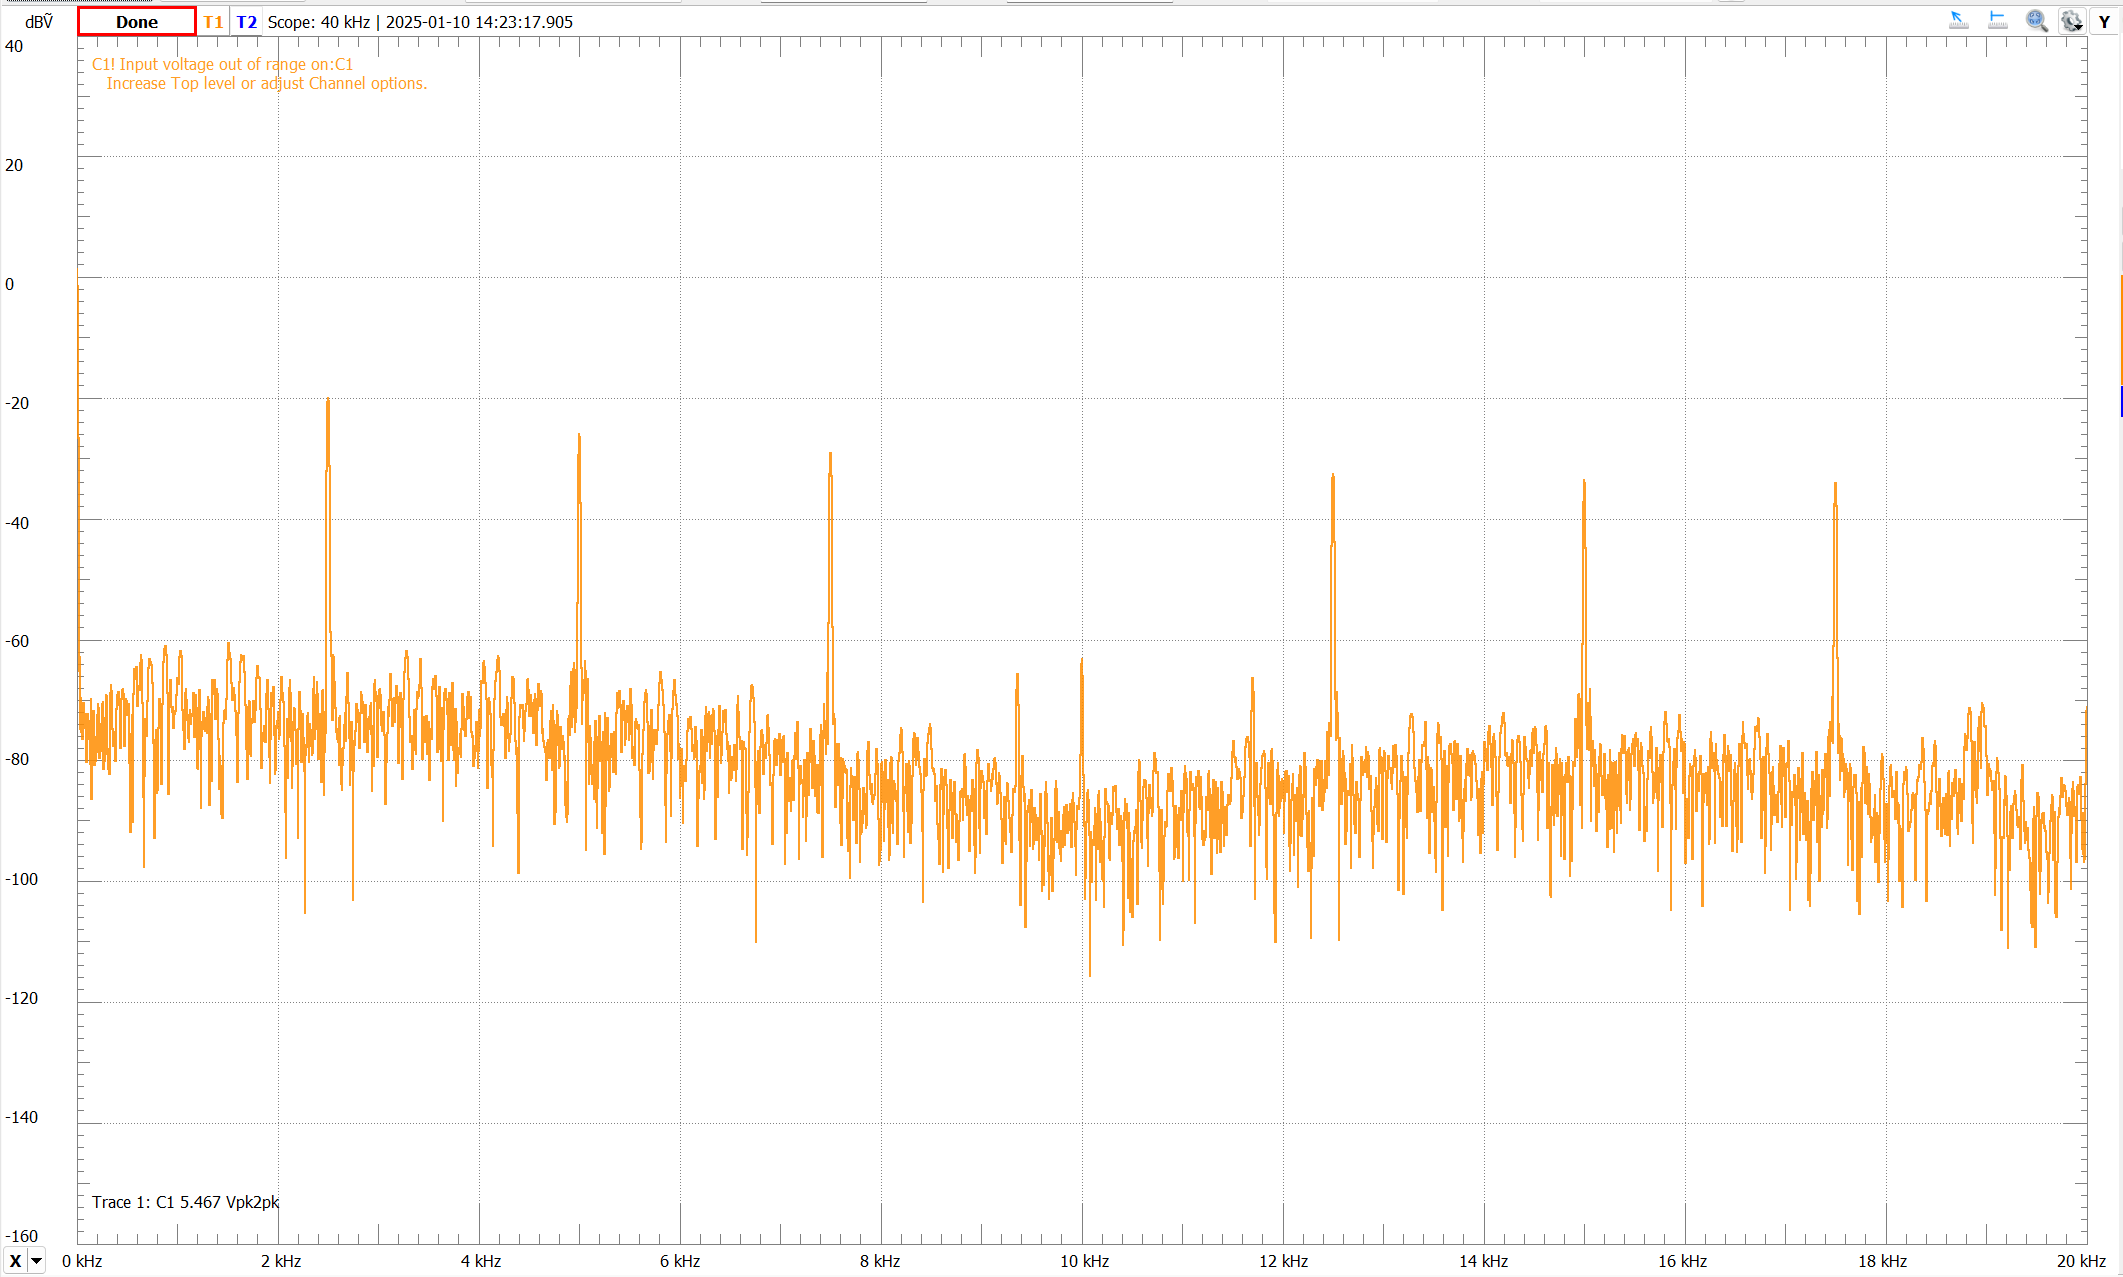 dBṼ Done T1 T2 Scope: 40 kHz | 2025-01-10 14:23:17.905 Y
40
C1! Input voltage out of range on:C1
Increase Top level or adjust Channel options.
20
0
-20
-40
-60
-80
-100
-120
-140
Trace 1: C1 5.467 Vpk2pk
-160
X 0 kHz 2 kHz 4 kHz 6 kHz 8 kHz 10 kHz 12 kHz 14 kHz 16 kHz 18 kHz 20 kHz